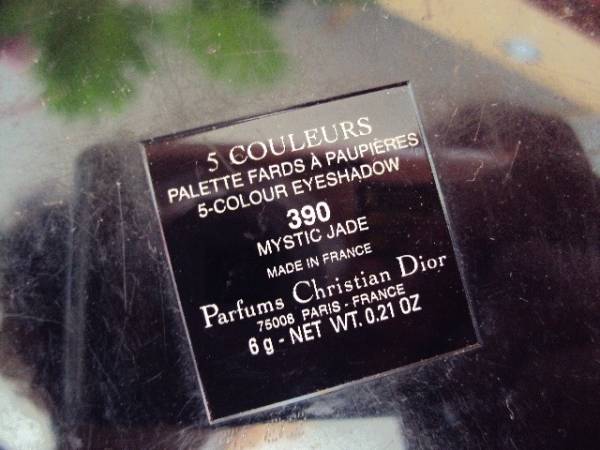 5 COULEURS
PALETTE FARDS À PAUPIÈRES
5-COLOUR EYESHADOW
390
MYSTIC JADE
MADE IN FRANCE
Parfums Christian Dior
75008 PARIS - FRANCE
6 g - NET WT. 0.21 OZ